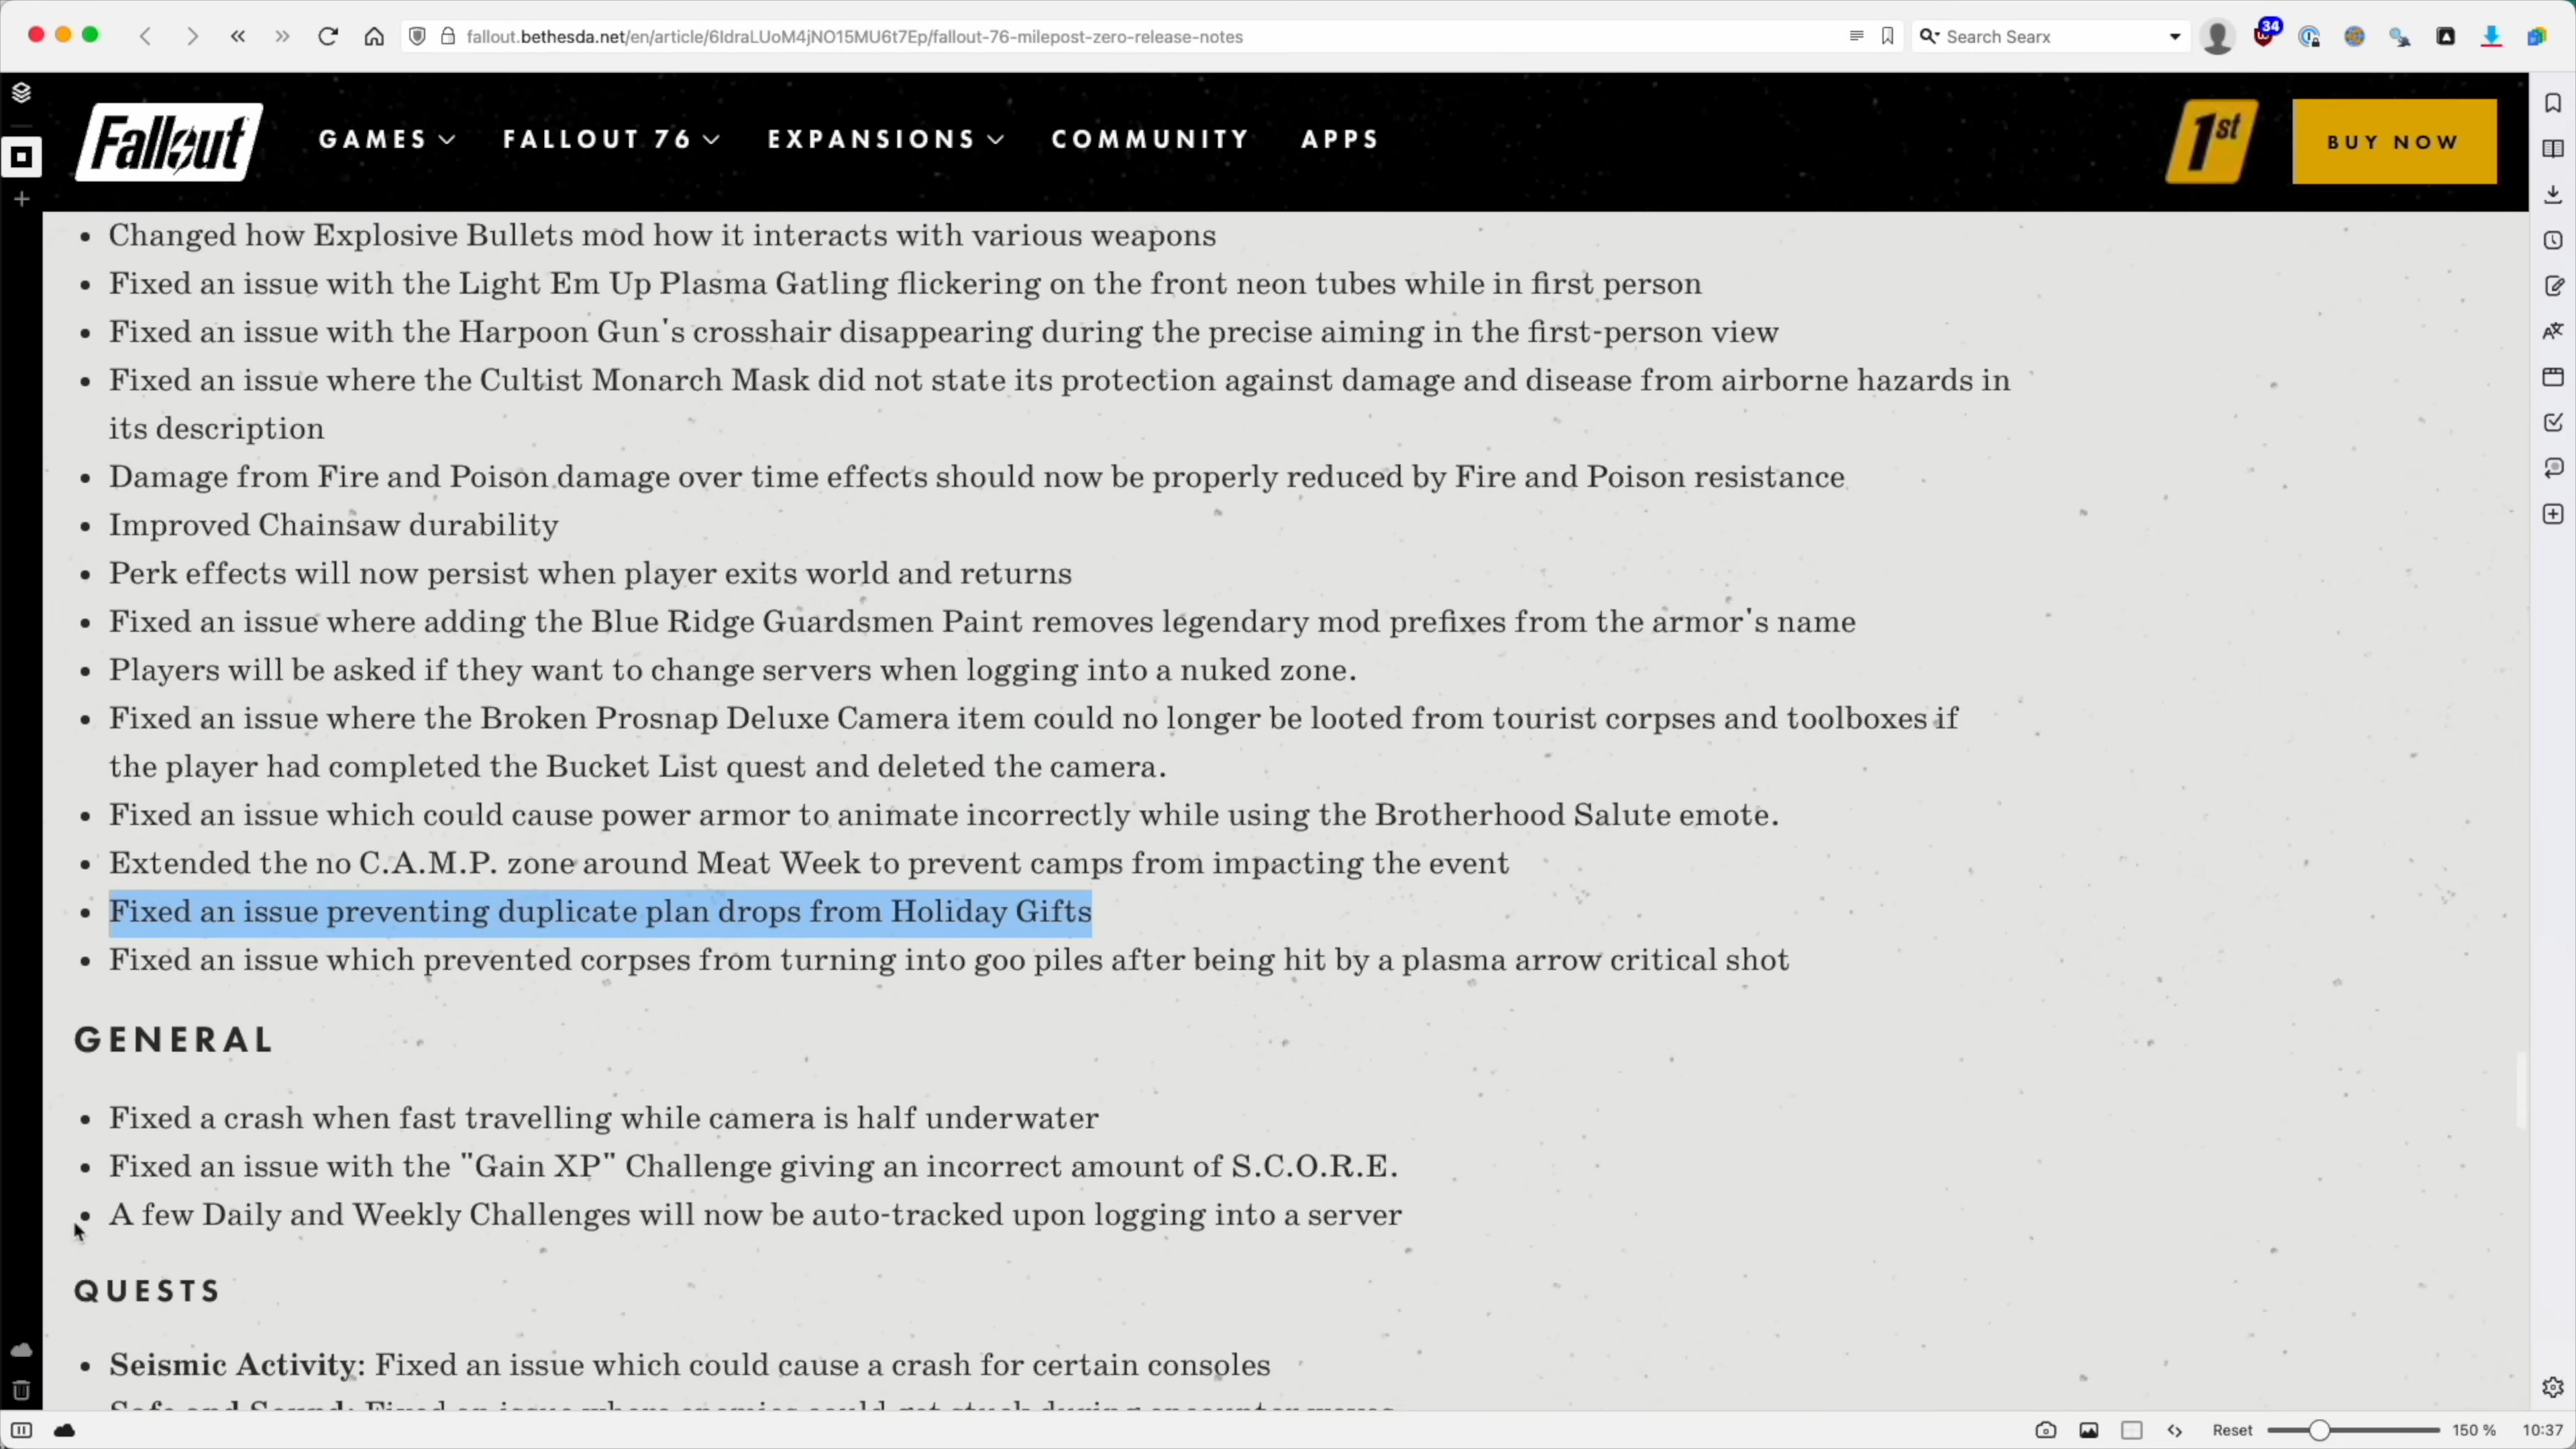 34
fallout.bethesda.net/en/article/6IdraLUoM4jNO15MU6t7Ep/fallout-76-milepost-zero-release-notes
Search Searx
Fallout
GAMES
FALLOUT 76
EXPANSIONS
COMMUNITY
APPS
1st
BUY NOW
• Changed how Explosive Bullets mod how it interacts with various weapons
• Fixed an issue with the Light Em Up Plasma Gatling flickering on the front neon tubes while in first person
• Fixed an issue with the Harpoon Gun's crosshair disappearing during the precise aiming in the first-person view
• Fixed an issue where the Cultist Monarch Mask did not state its protection against damage and disease from airborne hazards in
its description
• Damage from Fire and Poison damage over time effects should now be properly reduced by Fire and Poison resistance
• Improved Chainsaw durability
• Perk effects will now persist when player exits world and returns
• Fixed an issue where adding the Blue Ridge Guardsmen Paint removes legendary mod prefixes from the armor's name
• Players will be asked if they want to change servers when logging into a nuked zone.
• Fixed an issue where the Broken Prosnap Deluxe Camera item could no longer be looted from tourist corpses and toolboxes if
the player had completed the Bucket List quest and deleted the camera.
• Fixed an issue which could cause power armor to animate incorrectly while using the Brotherhood Salute emote.
• Extended the no C.A.M.P. zone around Meat Week to prevent camps from impacting the event
• Fixed an issue preventing duplicate plan drops from Holiday Gifts
• Fixed an issue which prevented corpses from turning into goo piles after being hit by a plasma arrow critical shot
GENERAL
• Fixed a crash when fast travelling while camera is half underwater
• Fixed an issue with the "Gain XP" Challenge giving an incorrect amount of S.C.O.R.E.
• A few Daily and Weekly Challenges will now be auto-tracked upon logging into a server
QUESTS
• Seismic Activity: Fixed an issue which could cause a crash for certain consoles
Safe and Sound: Fixed an issue where enemies could get stuck during encounter waves
Reset
150 %
10:37